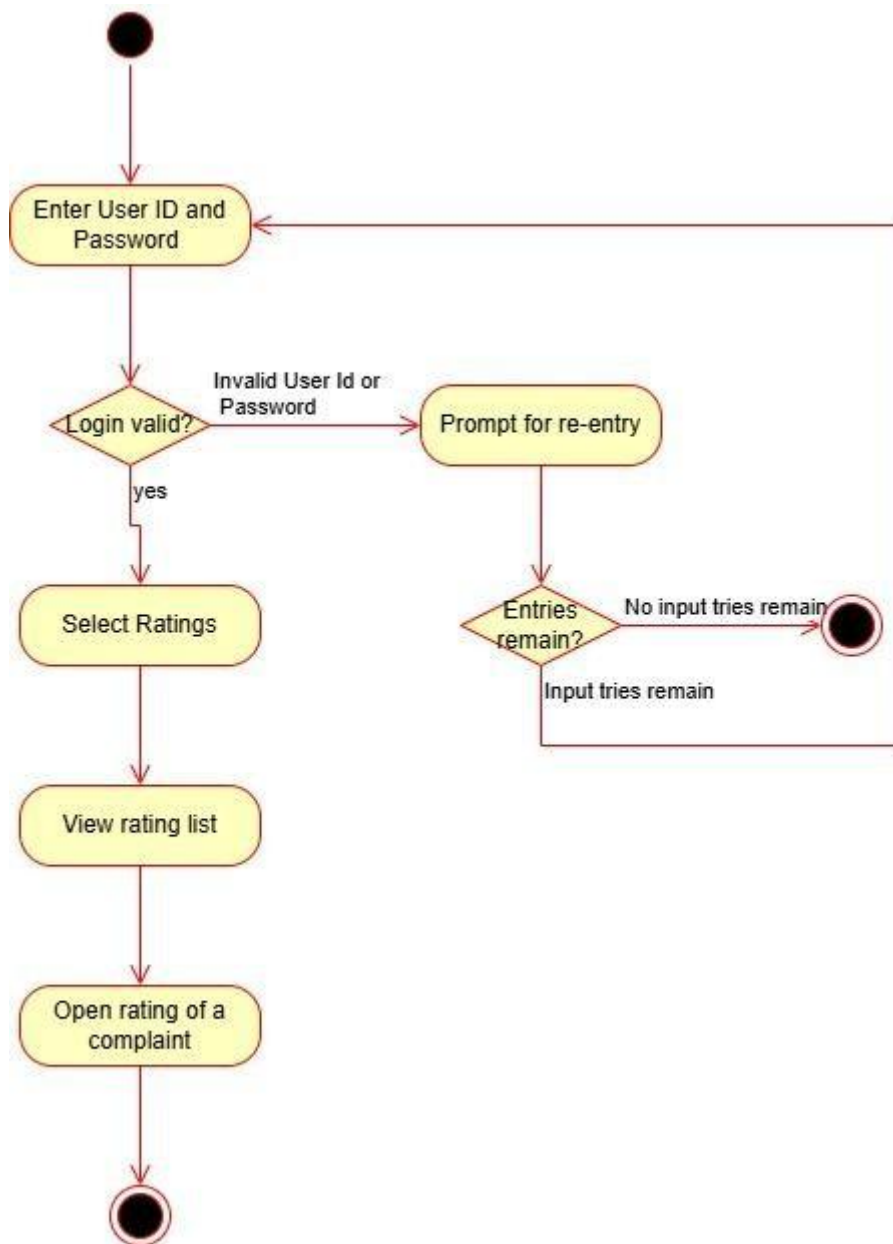 Enter User ID and
Password
Invalid User Id or
Password
Login valid?
Prompt for re-entry
yes
Select Ratings
Entries
remain?
No input tries remain
Input tries remain
View rating list
Open rating of a
complaint